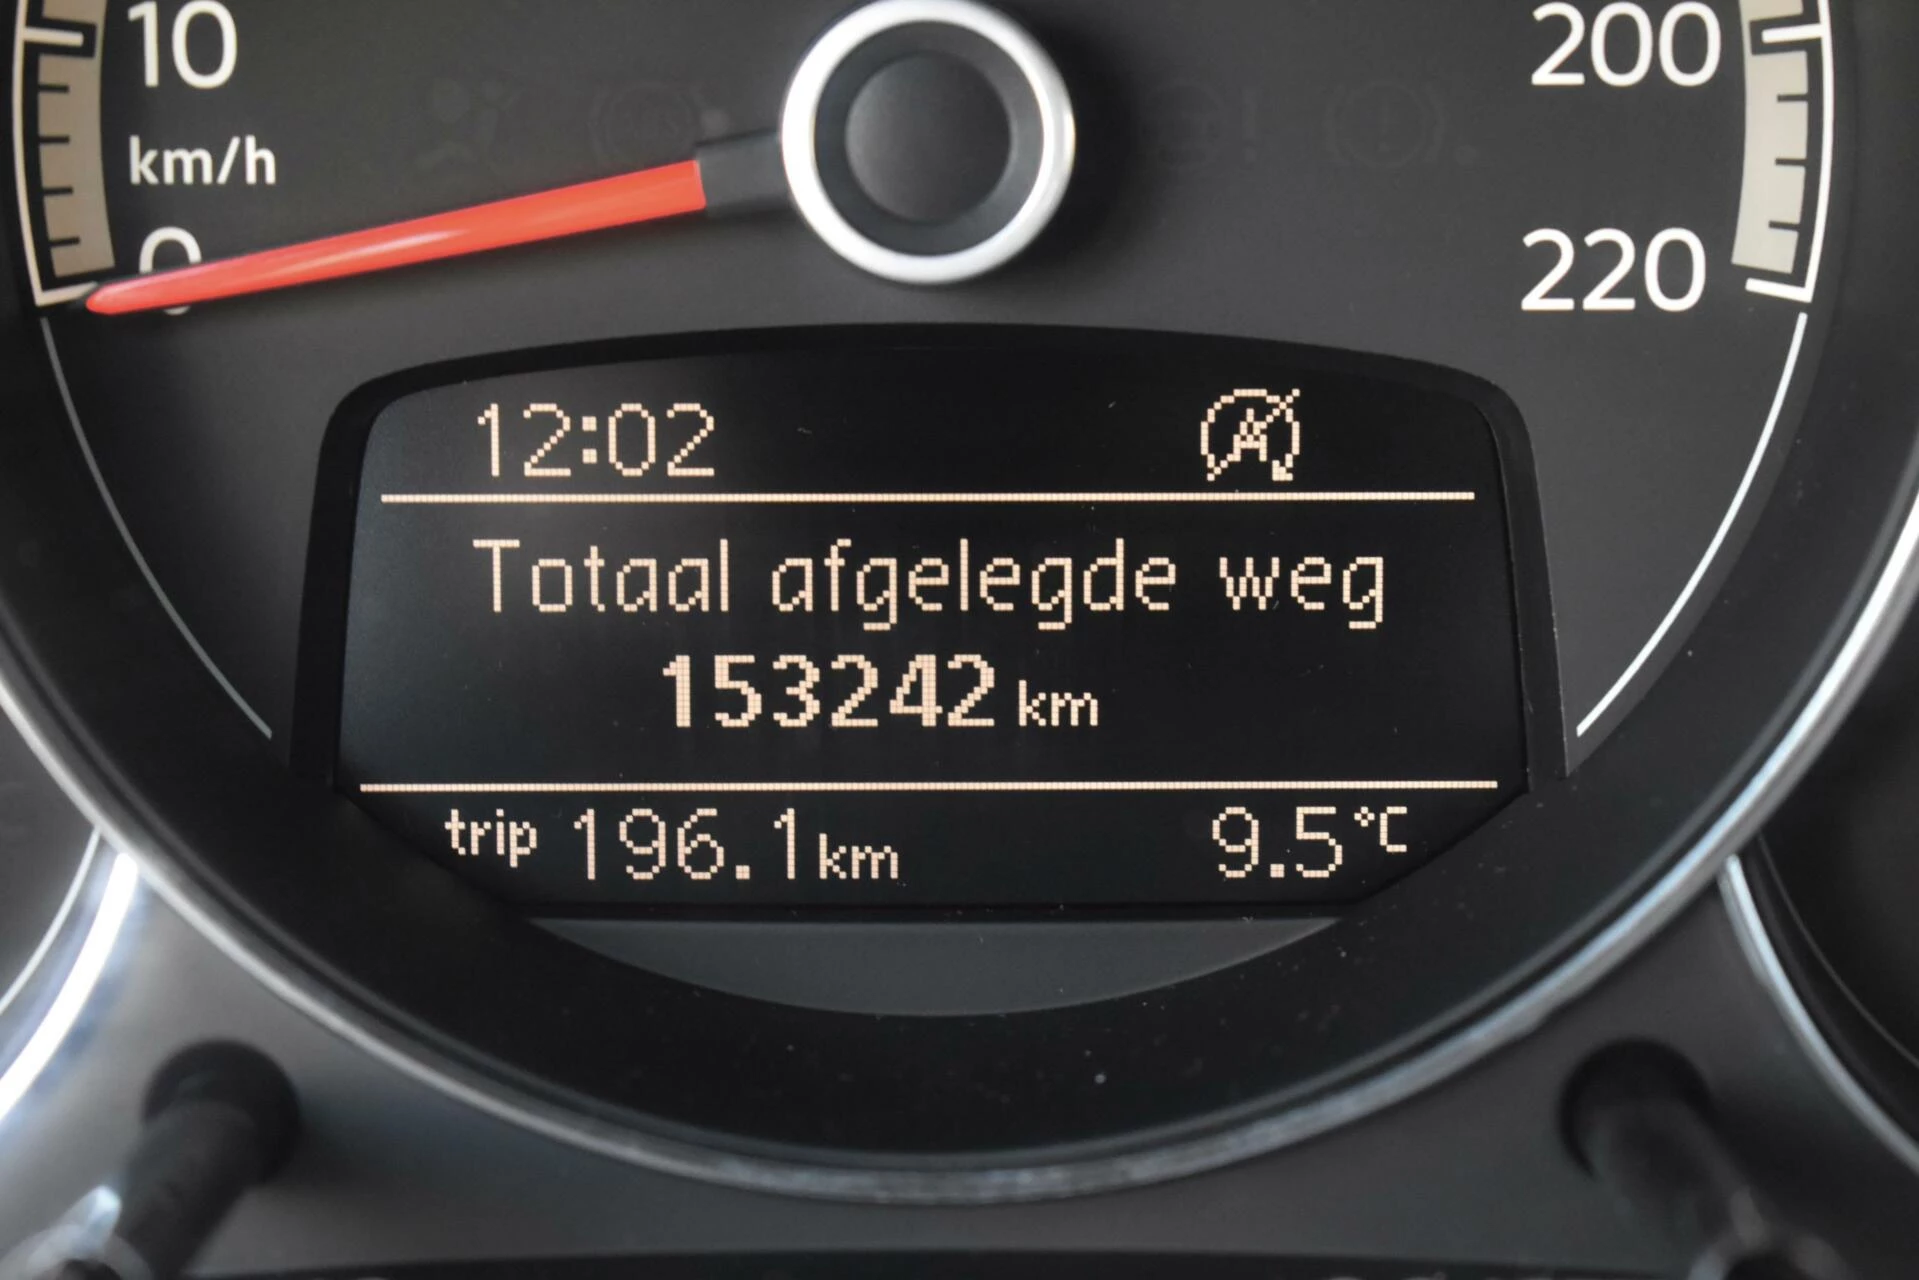 10
200
km/h
0
220
12:02
A
Totaal afgelegde weg
153242 km
trip 196.1 km
9.5 °C